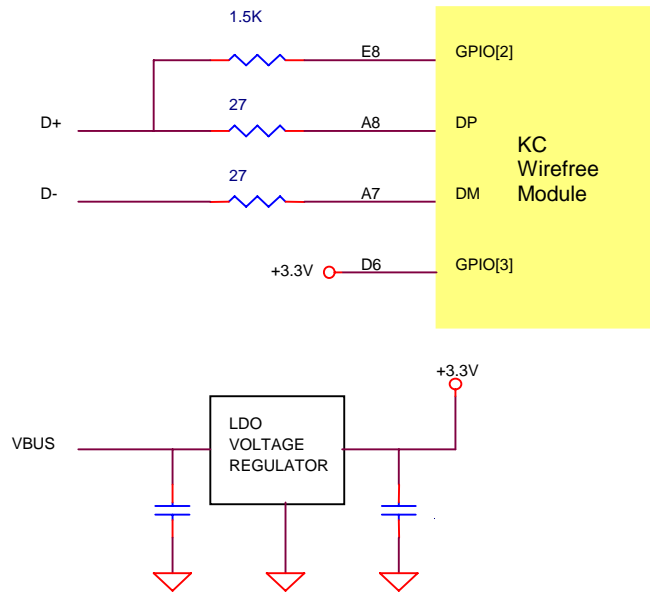 1.5K
E8
GPIO[2]
27
D+
A8
DP
KC
Wirefree
Module
27
D-
A7
DM
+3.3V
D6
GPIO[3]
+3.3V
LDO
VOLTAGE
REGULATOR
VBUS